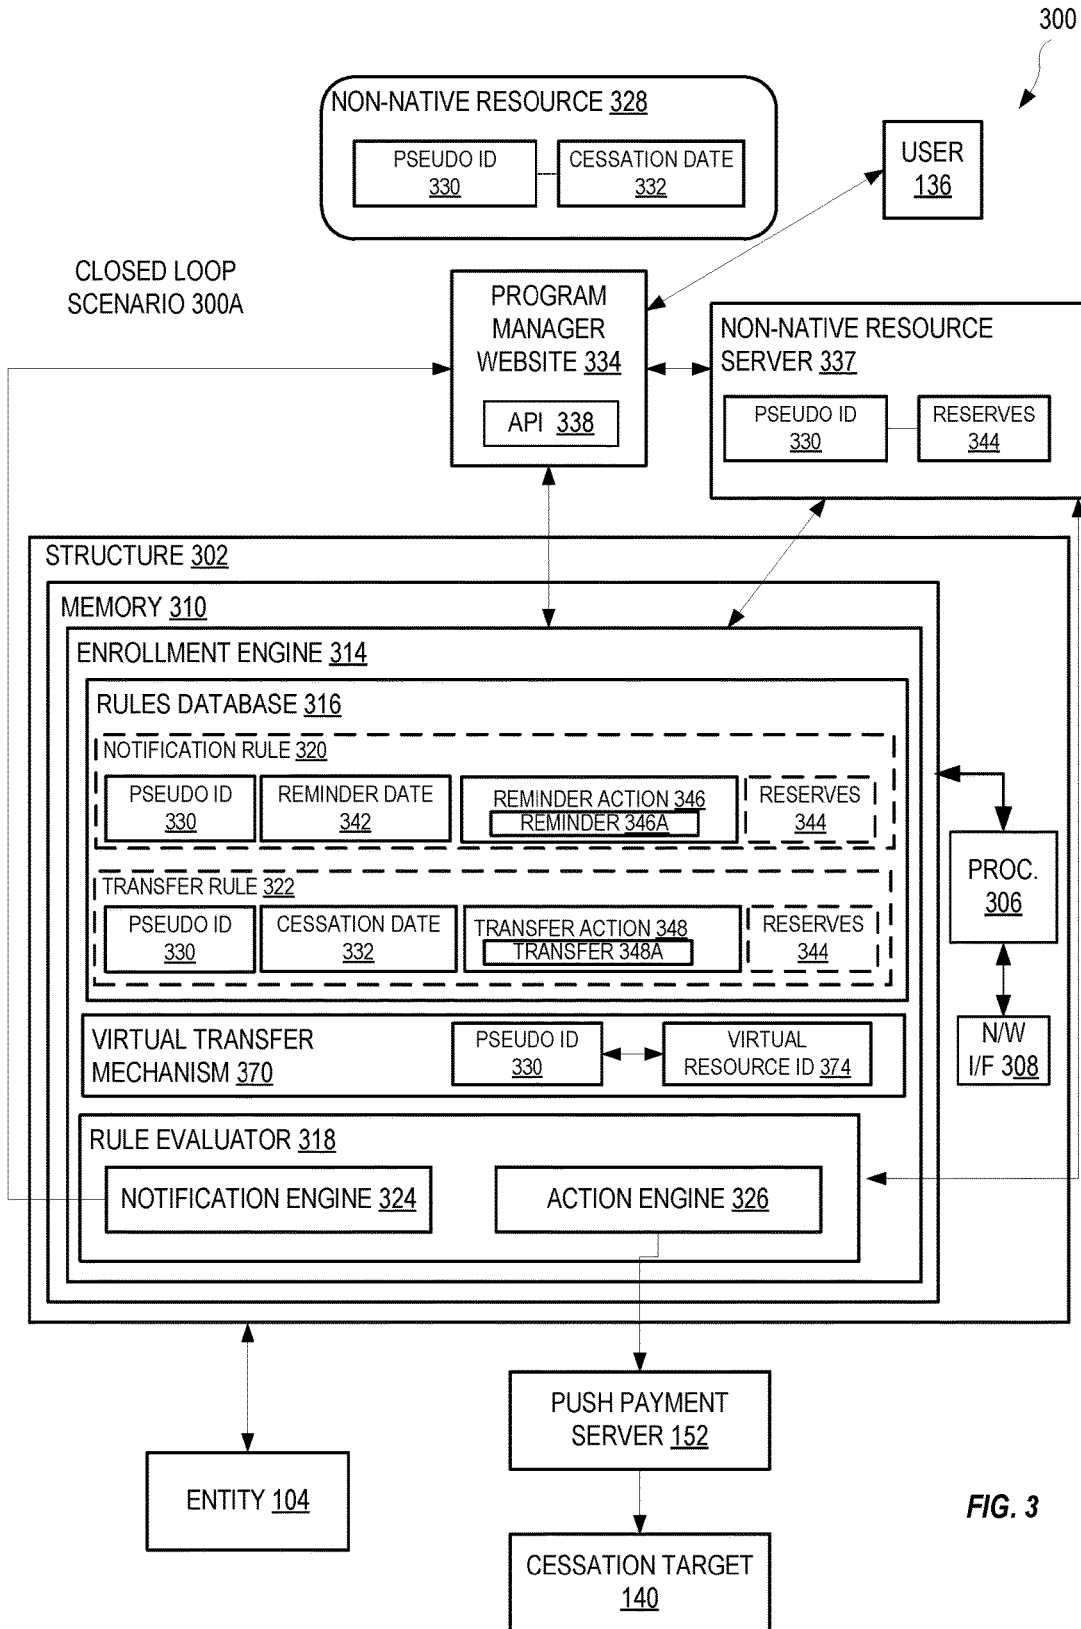 300
NON-NATIVE RESOURCE 328
PSEUDO ID
330
CESSATION DATE
332
USER
136
CLOSED LOOP
SCENARIO 300A
PROGRAM
MANAGER
WEBSITE 334
API 338
NON-NATIVE RESOURCE
SERVER 337
PSEUDO ID
330
RESERVES
344
STRUCTURE 302
MEMORY 310
ENROLLMENT ENGINE 314
RULES DATABASE 316
NOTIFICATION RULE 320
PSEUDO ID
330
REMINDER DATE
342
REMINDER ACTION 346
REMINDER 346A
RESERVES
344
TRANSFER RULE 322
PSEUDO ID
330
CESSATION DATE
332
TRANSFER ACTION 348
TRANSFER 348A
RESERVES
344
PROC.
306
VIRTUAL TRANSFER
MECHANISM 370
PSEUDO ID
330
VIRTUAL
RESOURCE ID 374
N/W
I/F 308
RULE EVALUATOR 318
NOTIFICATION ENGINE 324
ACTION ENGINE 326
PUSH PAYMENT
SERVER 152
ENTITY 104
FIG. 3
CESSATION TARGET
140